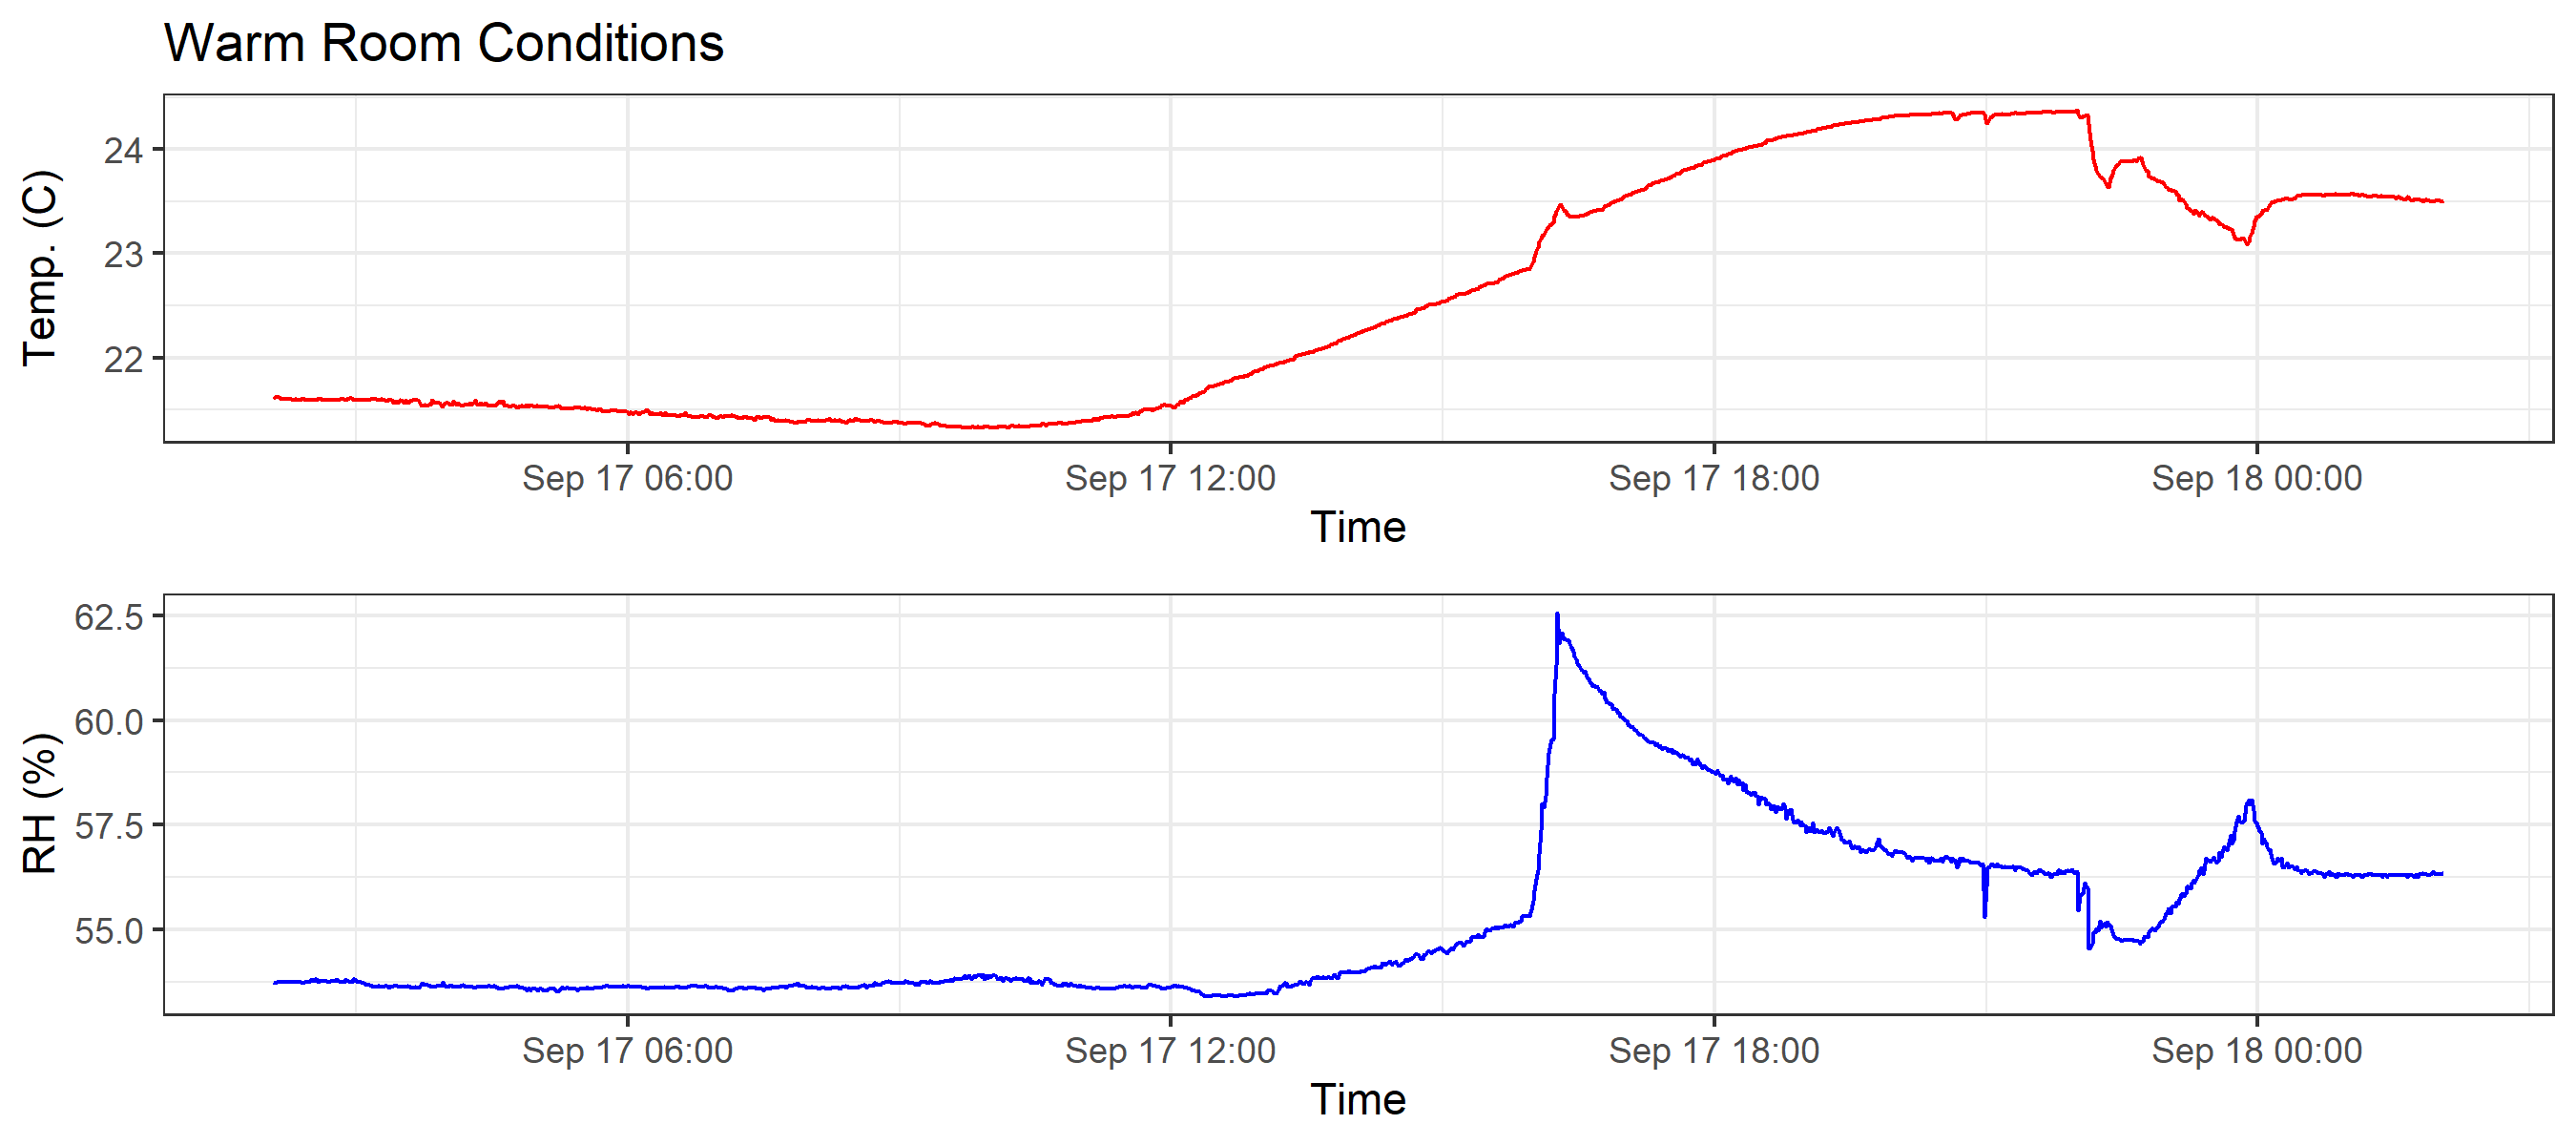 Warm Room Conditions
24
23
22
Temp. (C)
Sep 17 06:00 Sep 17 12:00 Sep 17 18:00 Sep 18 00:00
Time
62.5
60.0
57.5
55.0
RH (%)
Sep 17 06:00 Sep 17 12:00 Sep 17 18:00 Sep 18 00:00
Time